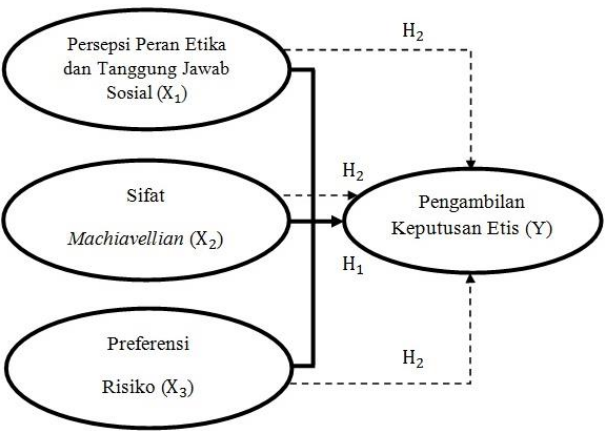 Persepsi Peran Etika
dan Tanggung Jawab
Sosial (X₁)
H₂
Sifat
Machiavellian (X₂)
H₂
H₁
Pengambilan
Keputusan Etis (Y)
Preferensi
Risiko (X₃)
H₂